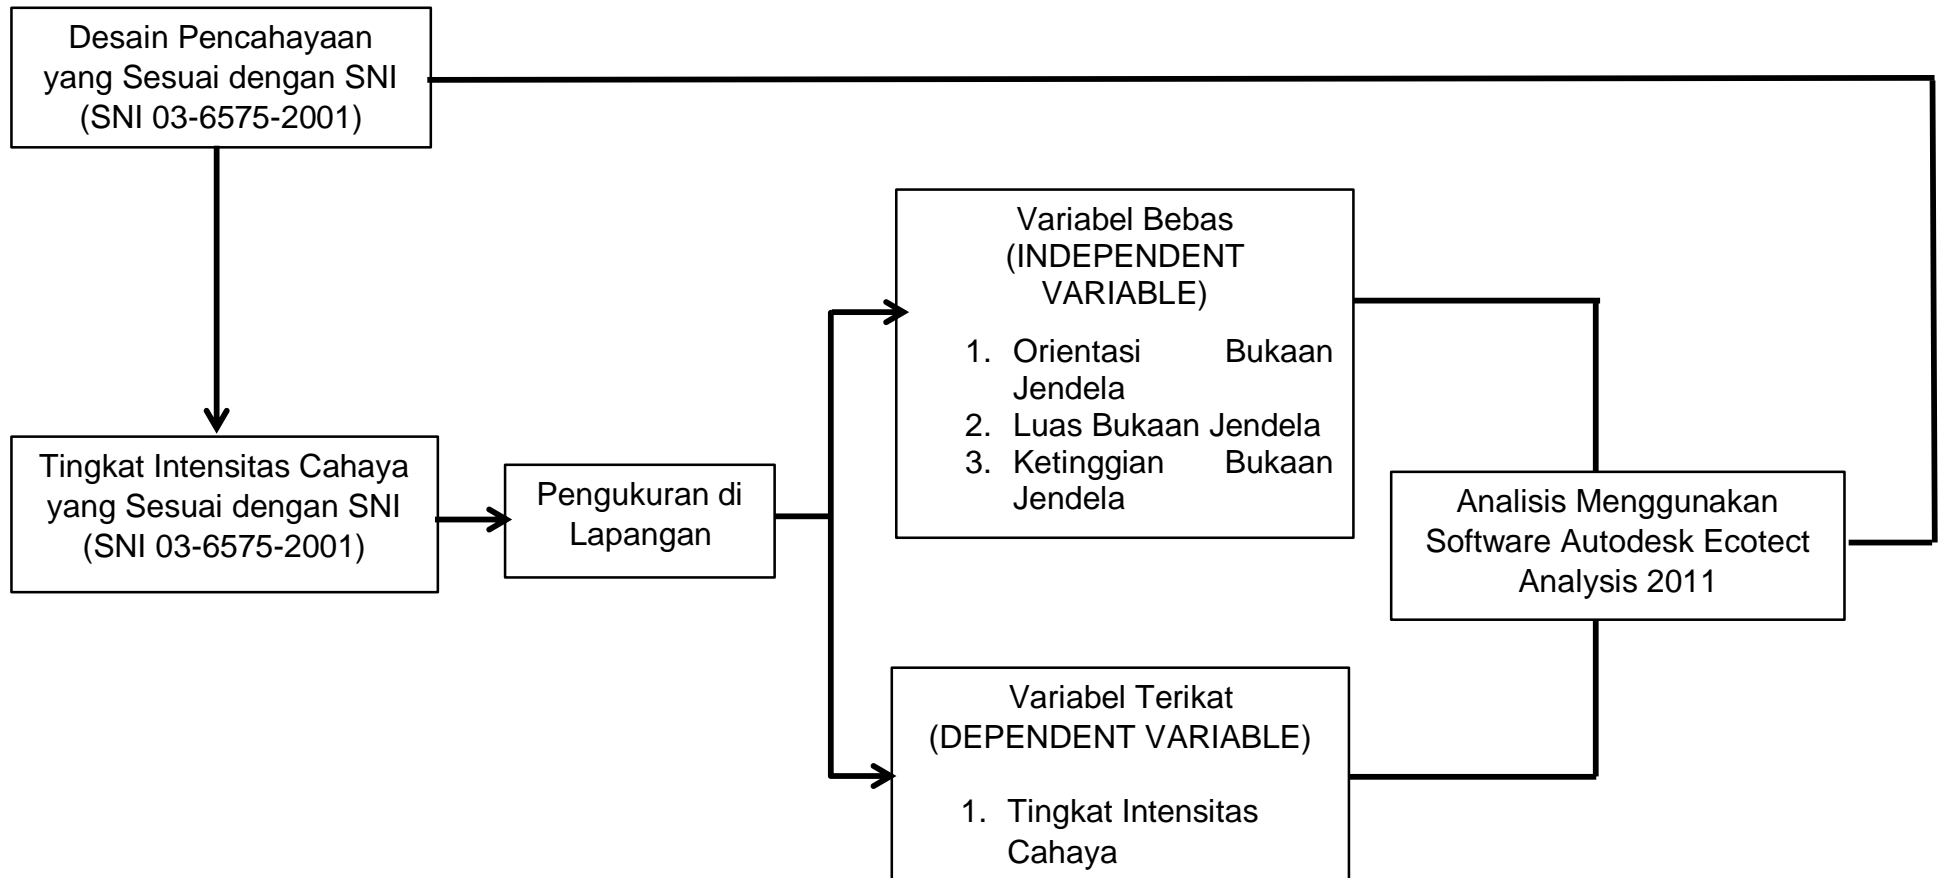 Desain Pencahayaan
yang Sesuai dengan SNI
(SNI 03-6575-2001)
Tingkat Intensitas Cahaya
yang Sesuai dengan SNI
(SNI 03-6575-2001)
Pengukuran di
Lapangan
Variabel Bebas
(INDEPENDENT
VARIABLE)
1. Orientasi Bukaan
Jendela
2. Luas Bukaan Jendela
3. Ketinggian Bukaan
Jendela
Variabel Terikat
(DEPENDENT VARIABLE)
1. Tingkat Intensitas
Cahaya
Analisis Menggunakan
Software Autodesk Ecotect
Analysis 2011